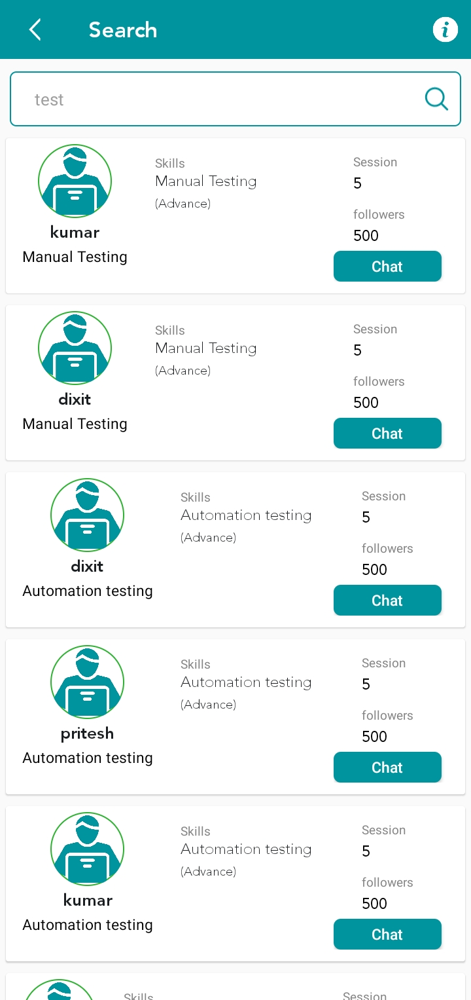 Search
test
Skills
Manual Testing
(Advance)
Session
5
followers
500
kumar
Manual Testing
Chat
Skills
Manual Testing
(Advance)
Session
5
followers
500
dixit
Manual Testing
Chat
Skills
Automation testing
(Advance)
Session
5
followers
500
dixit
Automation testing
Chat
Skills
Automation testing
(Advance)
Session
5
followers
500
pritesh
Automation testing
Chat
Skills
Automation testing
(Advance)
Session
5
followers
500
kumar
Automation testing
Chat
Skills
Session